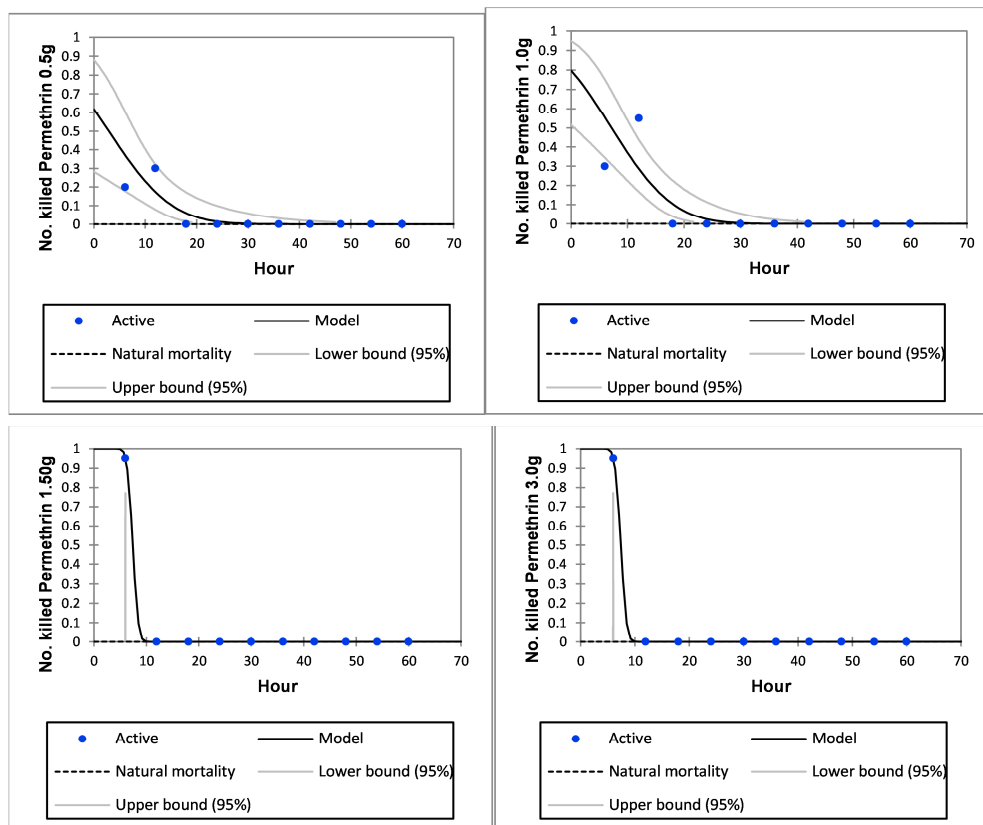 No. killed Permethrin 0.5g
1
0.9
0.8
0.7
0.6
0.5
0.4
0.3
0.2
0.1
0
0 10 20 30 40 50 60 70
Hour
Active Model
Natural mortality Lower bound (95%)
Upper bound (95%)
No. killed Permethrin 1.0g
1
0.9
0.8
0.7
0.6
0.5
0.4
0.3
0.2
0.1
0
0 10 20 30 40 50 60 70
Hour
Active Model
Natural mortality Lower bound (95%)
Upper bound (95%)
No. killed Permethrin 1.50g
1
0.9
0.8
0.7
0.6
0.5
0.4
0.3
0.2
0.1
0
0 10 20 30 40 50 60 70
Hour
Active Model
Natural mortality Lower bound (95%)
Upper bound (95%)
No. killed Permethrin 3.0g
1
0.9
0.8
0.7
0.6
0.5
0.4
0.3
0.2
0.1
0
0 10 20 30 40 50 60 70
Hour
Active Model
Natural mortality Lower bound (95%)
Upper bound (95%)